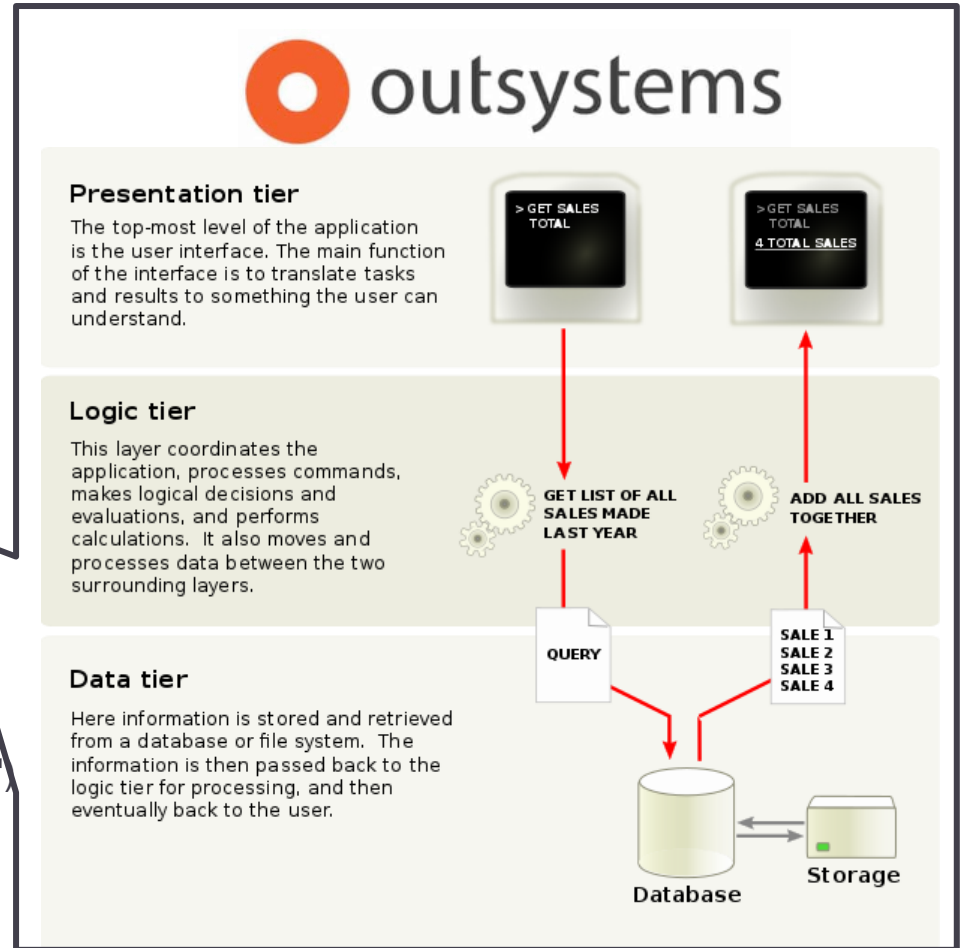 outsystems
Presentation tier
The top-most level of the application
is the user interface. The main function
of the interface is to translate tasks
and results to something the user can
understand.
> GET SALES
TOTAL
>GET SALES
TOTAL
4 TOTAL SALES
Logic tier
This layer coordinates the
application, processes commands,
makes logical decisions and
evaluations, and performs
calculations.  It also moves and
processes data between the two
surrounding layers.
GET LIST OF ALL
SALES MADE
LAST YEAR
ADD ALL SALES
TOGETHER
QUERY
SALE 1
SALE 2
SALE 3
SALE 4
Data tier
Here information is stored and retrieved
from a database or file system.  The
information is then passed back to the
logic tier for processing, and then
eventually back to the user.
Database
Storage